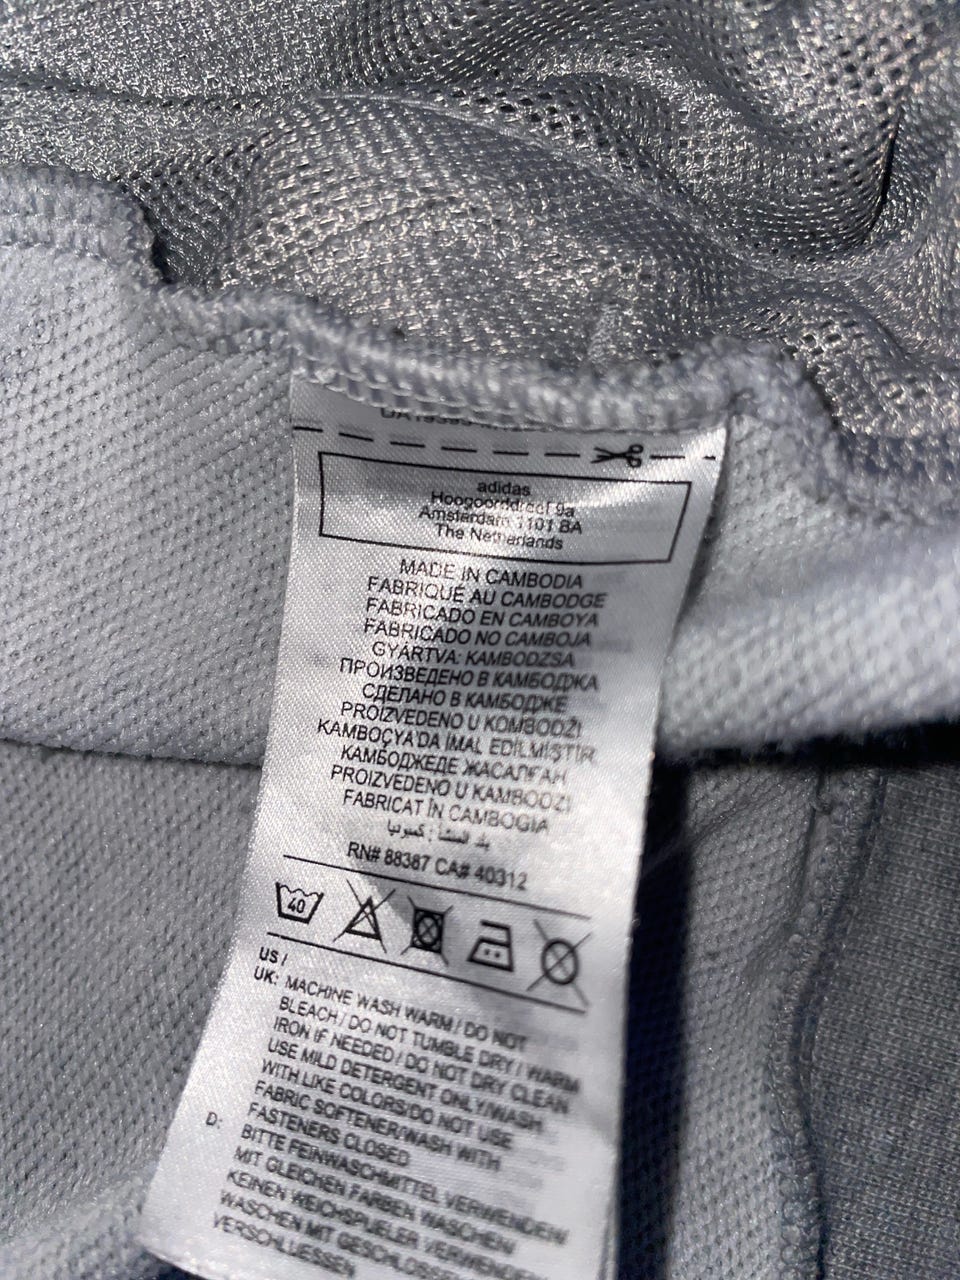 adidas
Hoogoorddreef 9a
Amsterdam 1101 BA
The Netherlands
MADE IN CAMBODIA
FABRIQUÉ AU CAMBODGE
FABRICADO EN CAMBOYA
FABRICADO NO CAMBOJA
GYÁRTVA: KAMBODZSA
ПРОИЗВЕДЕНО В КАМБОДЖА
СДЕЛАНО В КАМБОДЖЕ
PROIZVEDENO U KOMBODŽI
KAMBOÇYA'DA İMAL EDİLMİŞTİR
КАМБОДЖЕДЕ ЖАСАЛҒАН
PROIZVEDENO U KAMBODŽI
FABRICAT ÎN CAMBOGIA
بلد المنشأ : كمبوديا
RN# 88387 CA# 40312
40
US /
UK: MACHINE WASH WARM / DO NOT
BLEACH / DO NOT TUMBLE DRY / WARM
IRON IF NEEDED / DO NOT DRY CLEAN
USE MILD DETERGENT ONLY/WASH
WITH LIKE COLORS/DO NOT USE
FABRIC SOFTENER/WASH WITH
FASTENERS CLOSED
D: BITTE FEINWASCHMITTEL VERWENDEN/
MIT GLEICHEN FARBEN WASCHEN/
KEINEN WEICHSPUELER VERWENDEN/
WASCHEN MIT GESCHLOSSENEN
VERSCHLIESSEN